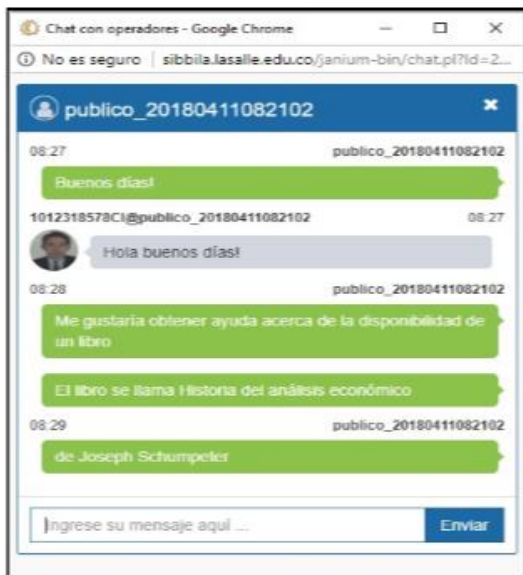 Chat con operadores - Google Chrome
No es seguro | sibbila.lasalle.edu.co/janium-bin/chat.pl?Id=2...
publico_20180411082102
08:27 publico_20180411082102
Buenos días!
1012318578CI@publico_20180411082102 08:27
Hola buenos días!
08:28 publico_20180411082102
Me gustaría obtener ayuda acerca de la disponibilidad de
un libro
El libro se llama Historia del análisis económico
08:29 publico_20180411082102
de Joseph Schumpeter
Ingrese su mensaje aquí ...
Enviar